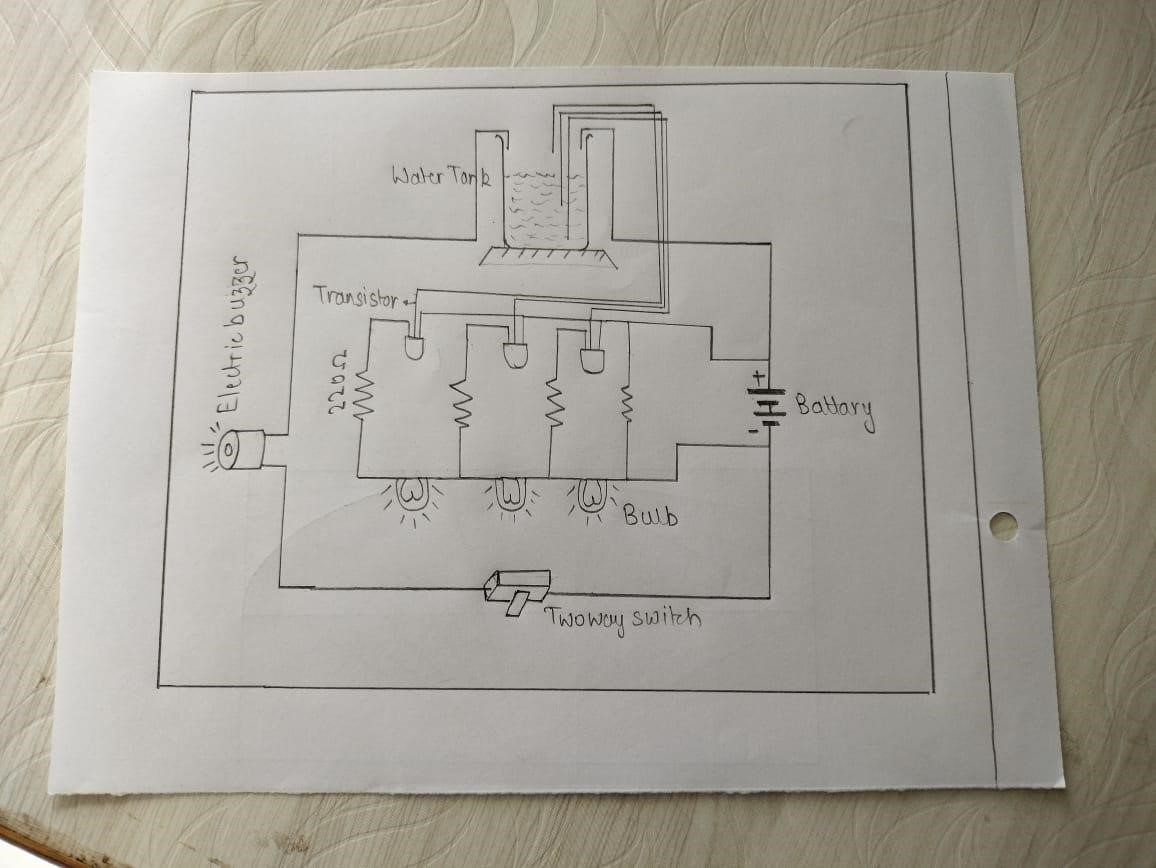 Water Tank
Electric buzzer
Transistor
220Ω
Battary
Bulb
Twoway switch